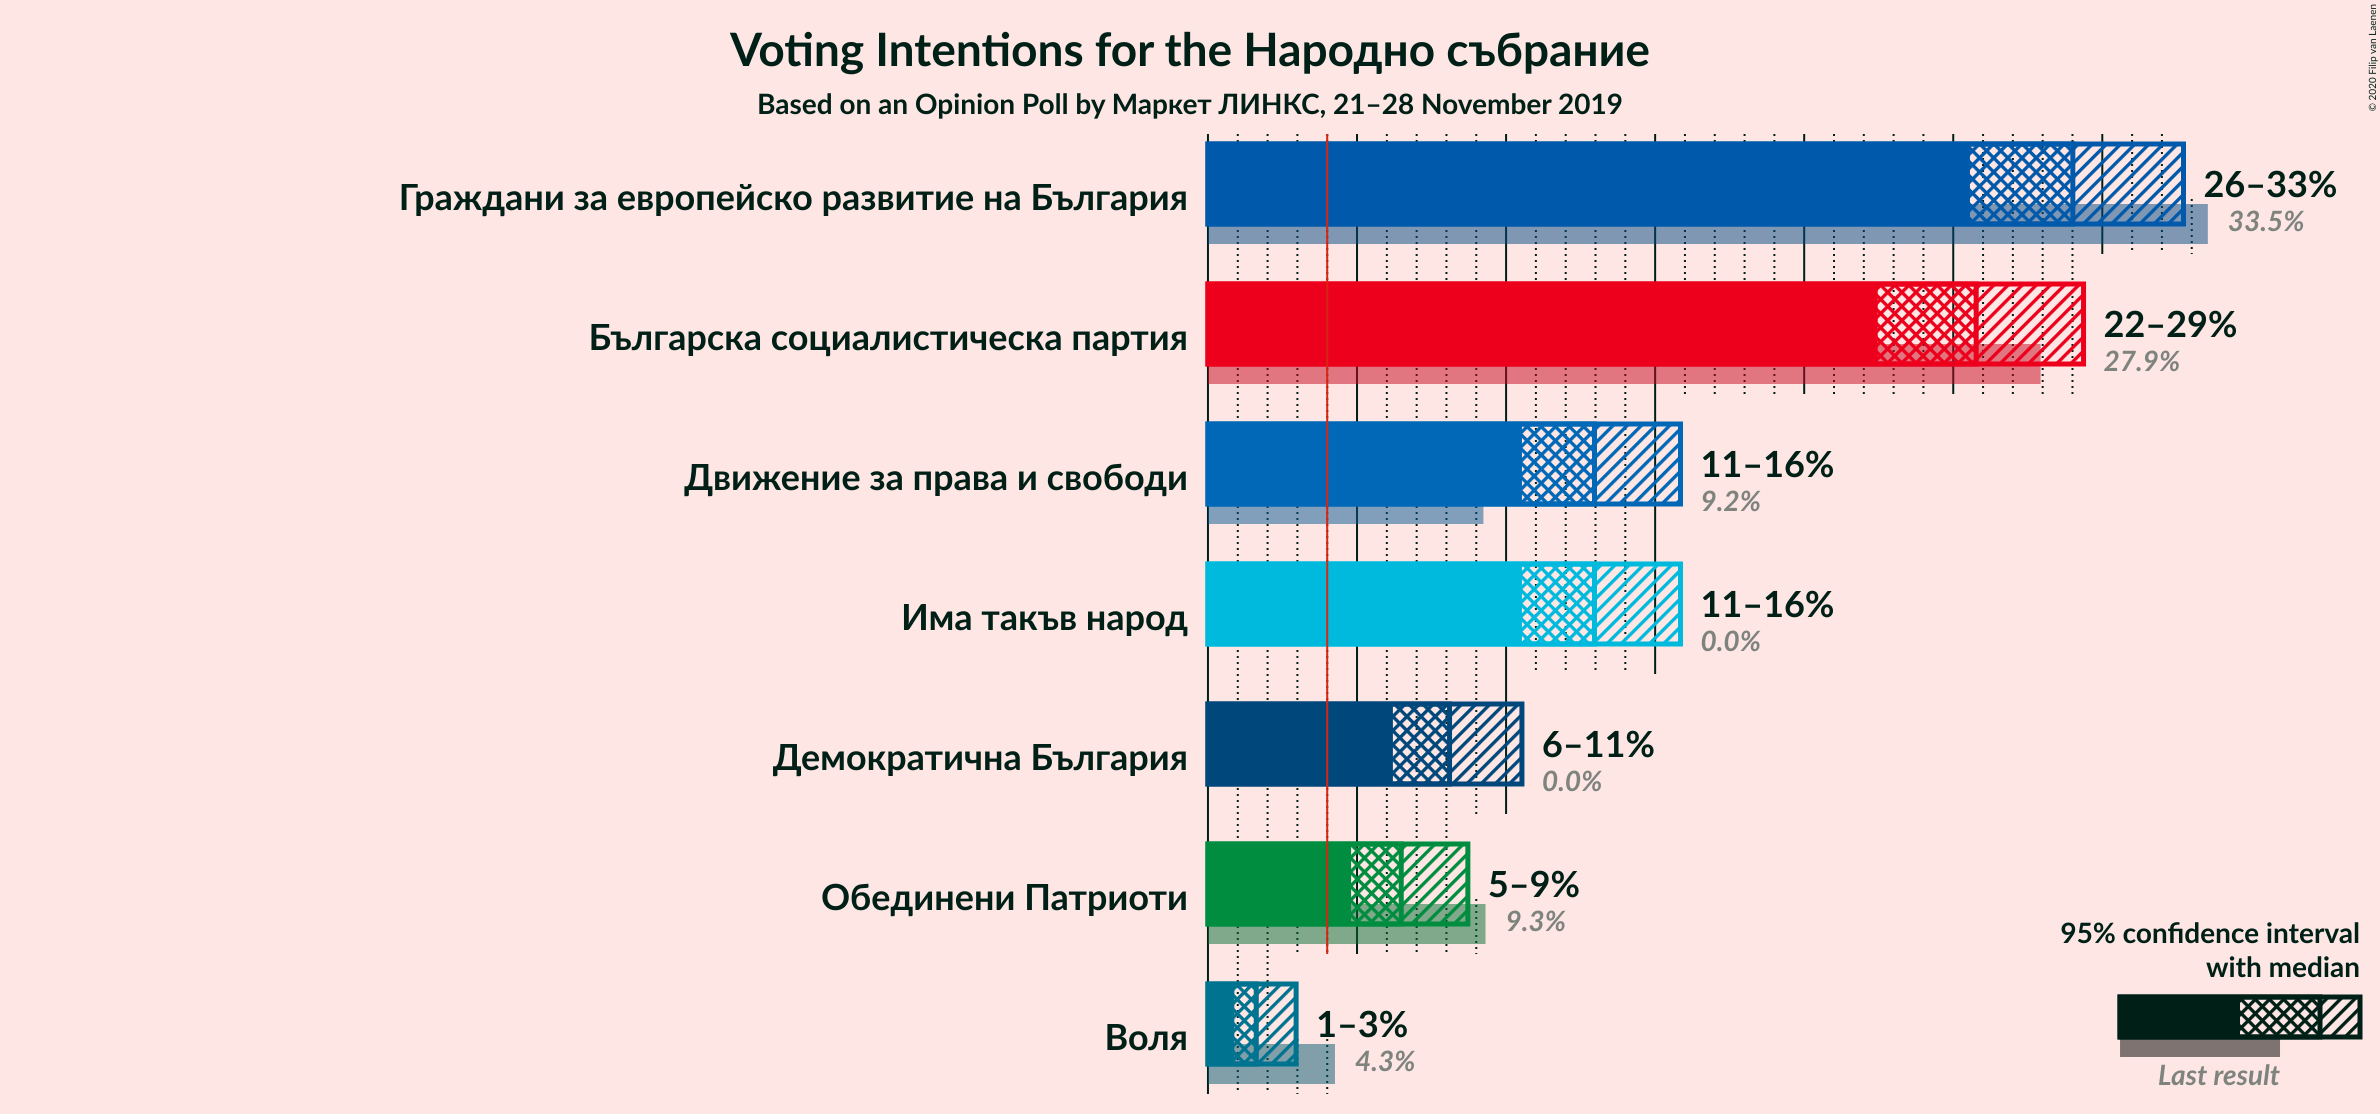 Voting Intentions for the Народно събрание
Based on an Opinion Poll by Маркет ЛИНКС, 21–28 November 2019
© 2020 Filip van Laenen
Граждани за европейско развитие на България
26–33%
33.5%
Българска социалистическа партия
22–29%
27.9%
Движение за права и свободи
11–16%
9.2%
Има такъв народ
11–16%
0.0%
Демократична България
6–11%
0.0%
Обединени Патриоти
5–9%
9.3%
Воля
1–3%
4.3%
95% confidence interval
with median
Last result